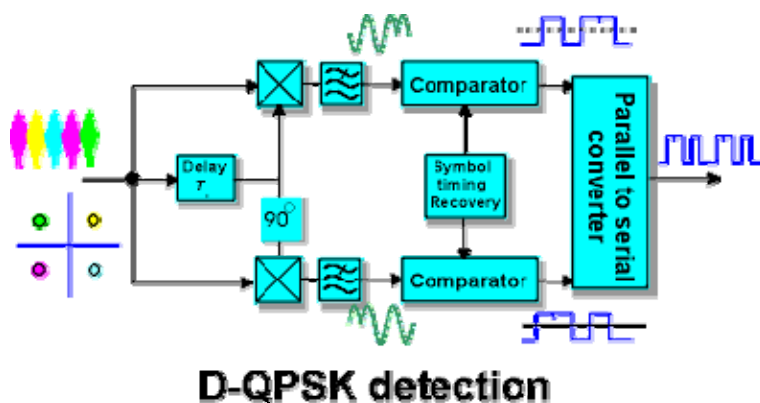 Comparator
Delay
T
Symbol
timing
Recovery
90°
Comparator
Parallel to serial
converter
D-QPSK detection